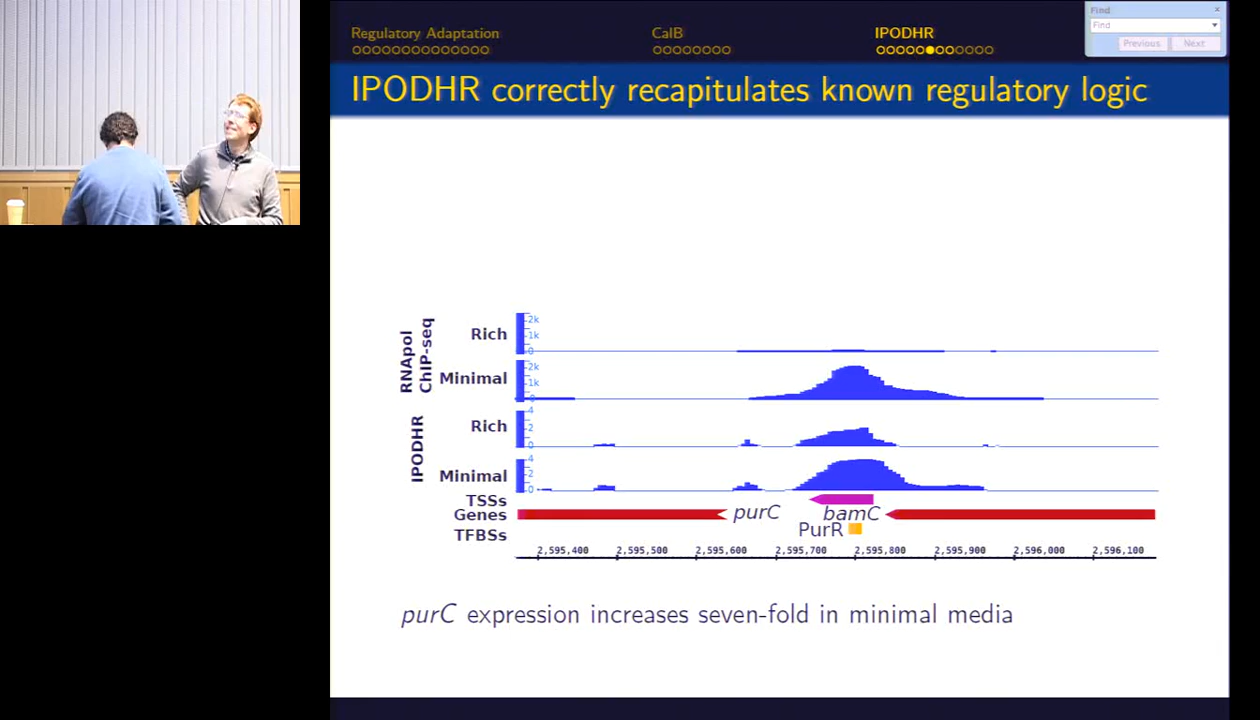 Regulatory Adaptation CalB IPODHR
Find
Find
Previous Next
IPODHR correctly recapitulates known regulatory logic
RNApol
ChIP-seq
Rich
2k
1k
0
Minimal
2k
1k
0
IPODHR
Rich
4
2
0
Minimal
4
2
0
TSSs
Genes
purC bamC
TFBSs
PurR
2,595,400 2,595,500 2,595,600 2,595,700 2,595,800 2,595,900 2,596,000 2,596,100
purC expression increases seven-fold in minimal media